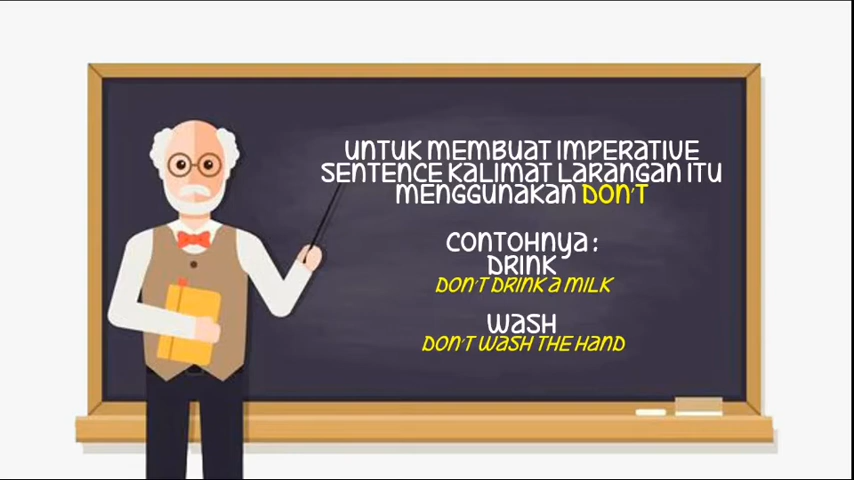 UNTUK MEMBUAT IMPERATIVE
SENTENCE KALIMAT LARANGAN ITU
MENGGUNAKAN DON'T
CONTOHNYA :
DRINK
DON'T DRINK A MILK
WASH
DON'T WASH THE HAND